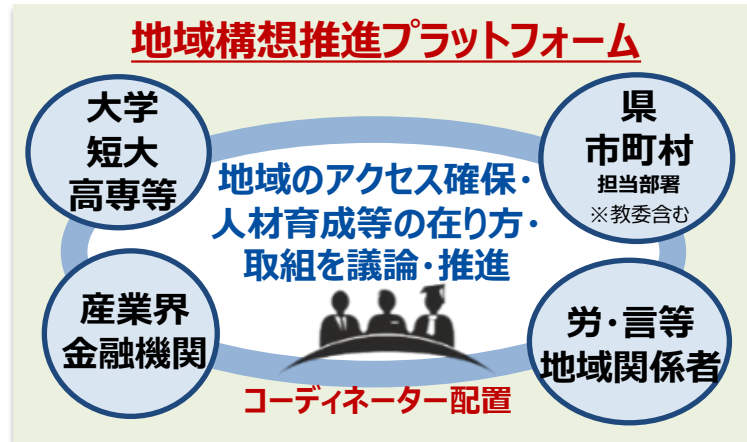 地域構想推進プラットフォーム
大学
短大
高専等
県
市町村
担当部署
※教委含む
地域のアクセス確保・
人材育成等の在り方・
取組を議論・推進
産業界
金融機関
労・言等
地域関係者
コーディネーター配置